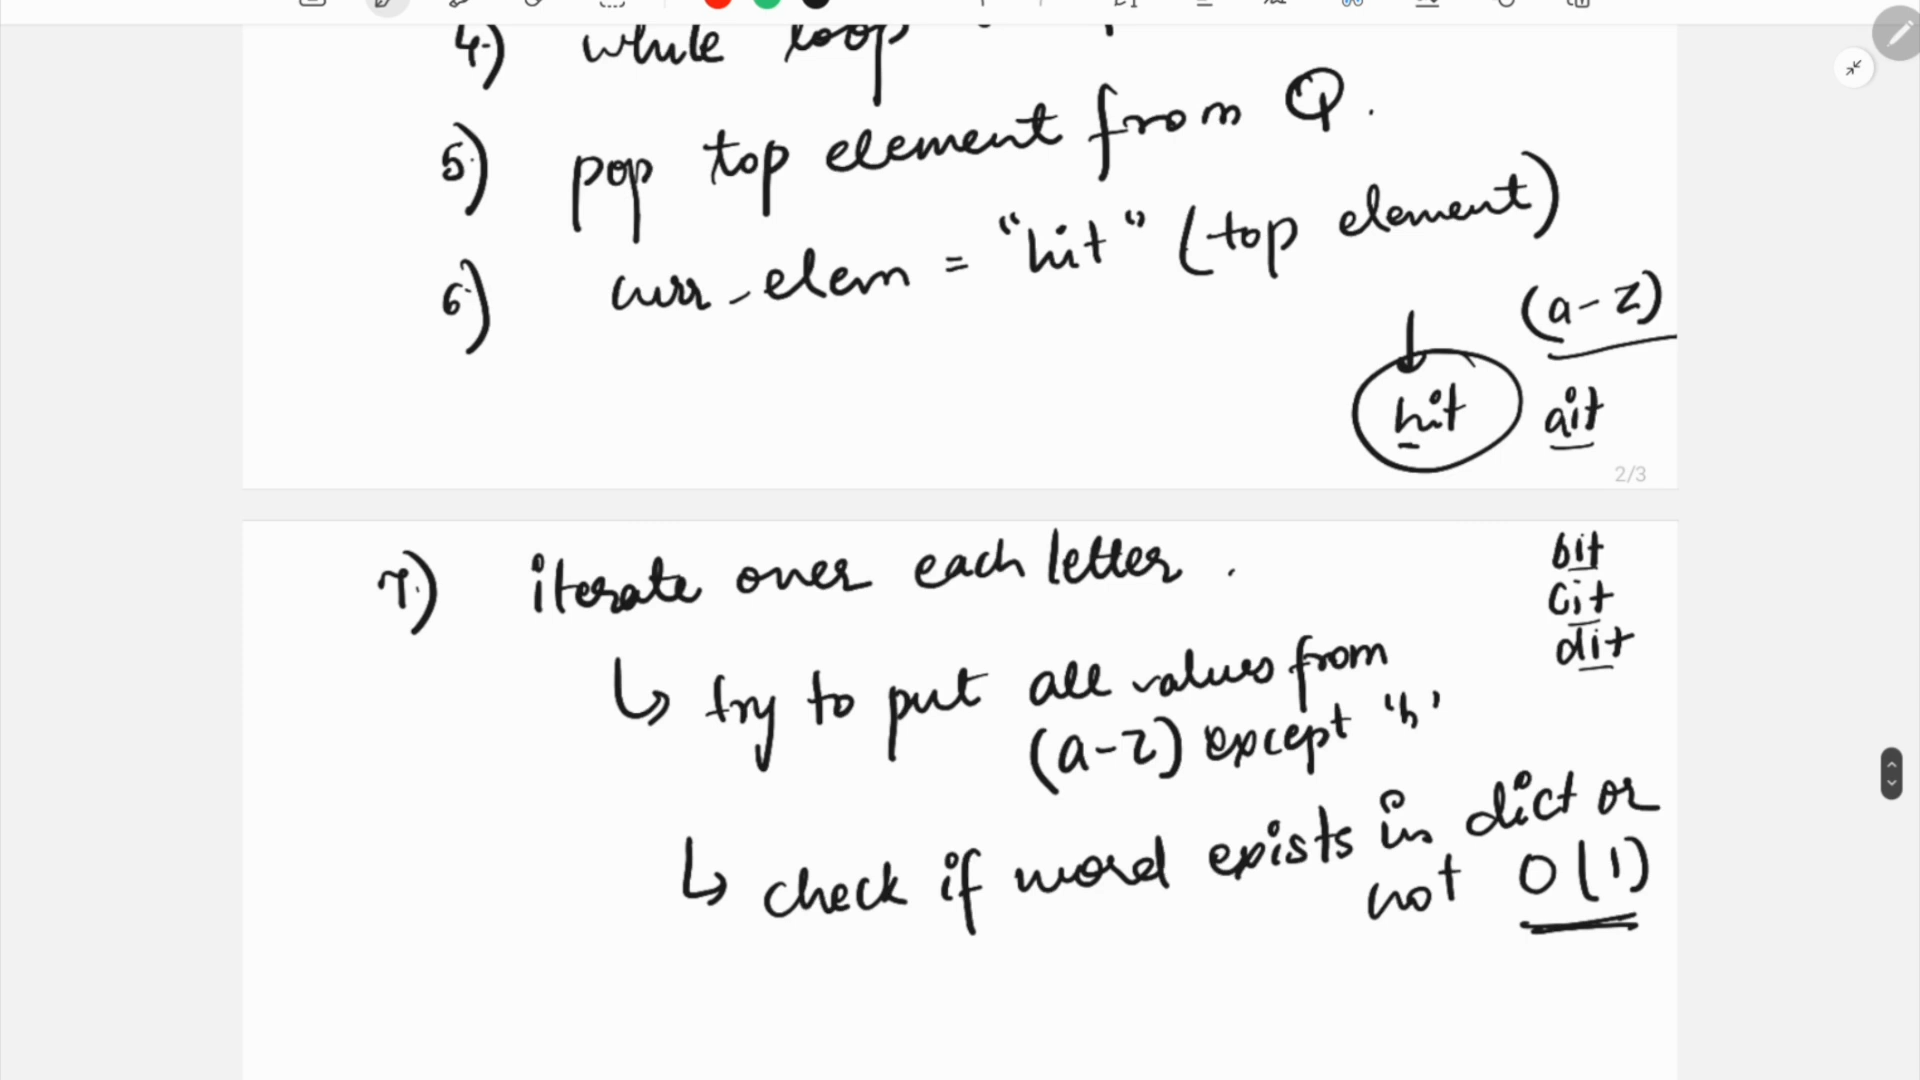 4.) while loop
5.) pop top element from Q.
6.) curr_elem = "hit" (top element)
(a-z)
hit ait
2/3
7.) iterate over each letter.
bit
cit
dit
↳ try to put all values from
(a-z) except 'h'
↳ check if word exists in dict or
not O(1)